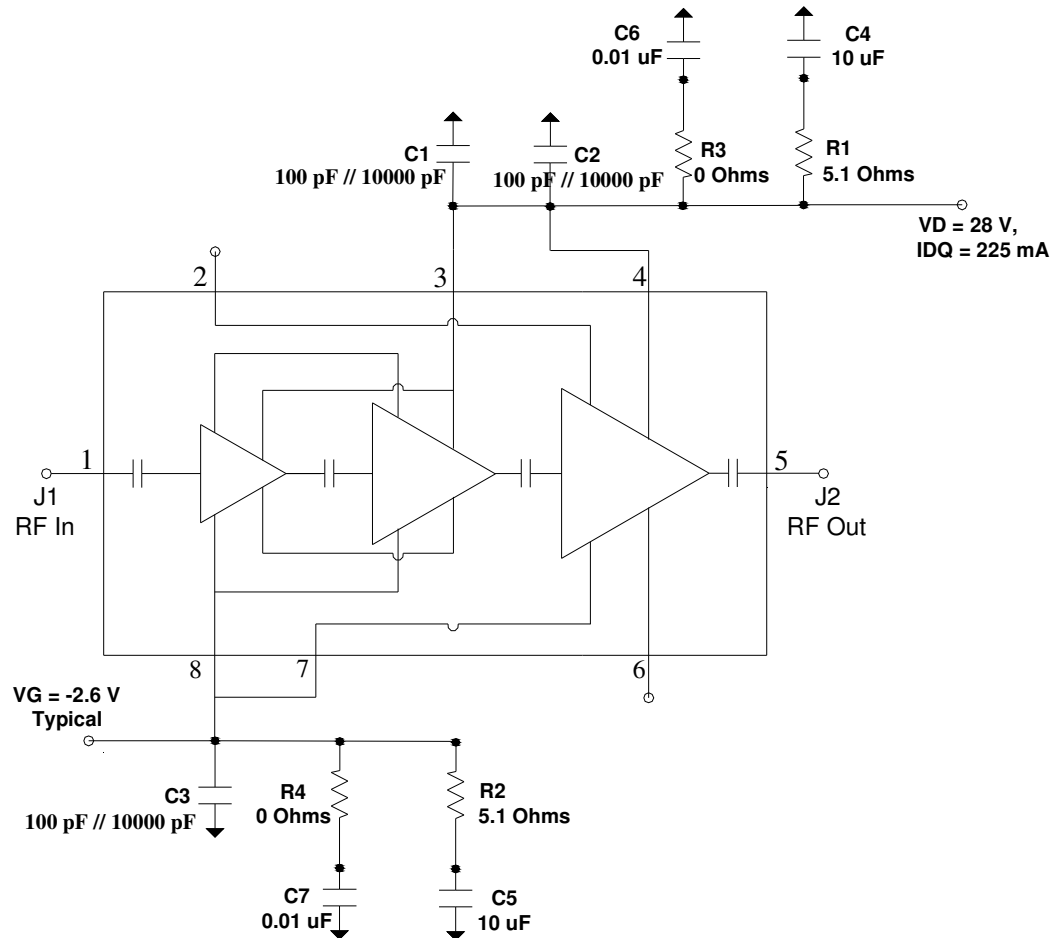 C6
0.01 uF
C4
10 uF
C1
100 pF // 10000 pF
C2
100 pF // 10000 pF
R3
0 Ohms
R1
5.1 Ohms
VD = 28 V,
IDQ = 225 mA
2
3
4
1
J1
RF In
5
J2
RF Out
8
7
6
VG = -2.6 V
Typical
C3
100 pF // 10000 pF
R4
0 Ohms
R2
5.1 Ohms
C7
0.01 uF
C5
10 uF